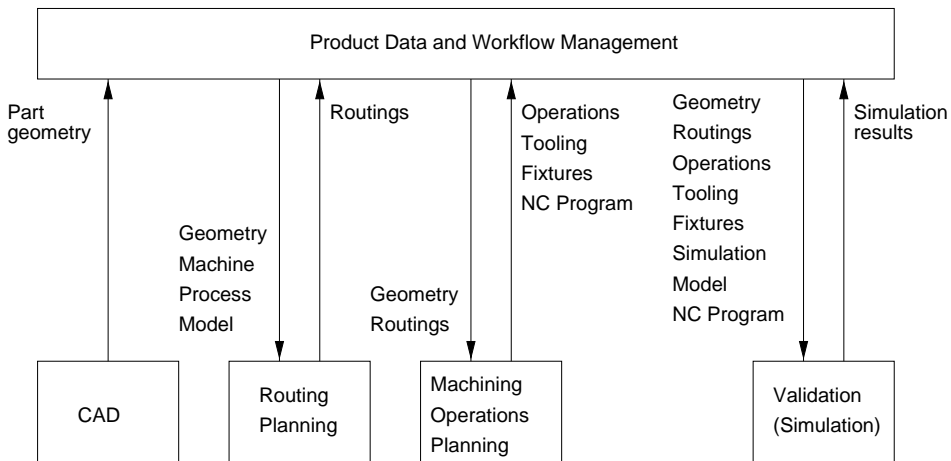 Product Data and Workflow Management
Part
geometry
Routings
Operations
Tooling
Fixtures
NC Program
Geometry
Routings
Operations
Tooling
Fixtures
Simulation
Model
NC Program
Simulation
results
Geometry
Machine
Process
Model
Geometry
Routings
CAD
Routing
Planning
Machining
Operations
Planning
Validation
(Simulation)